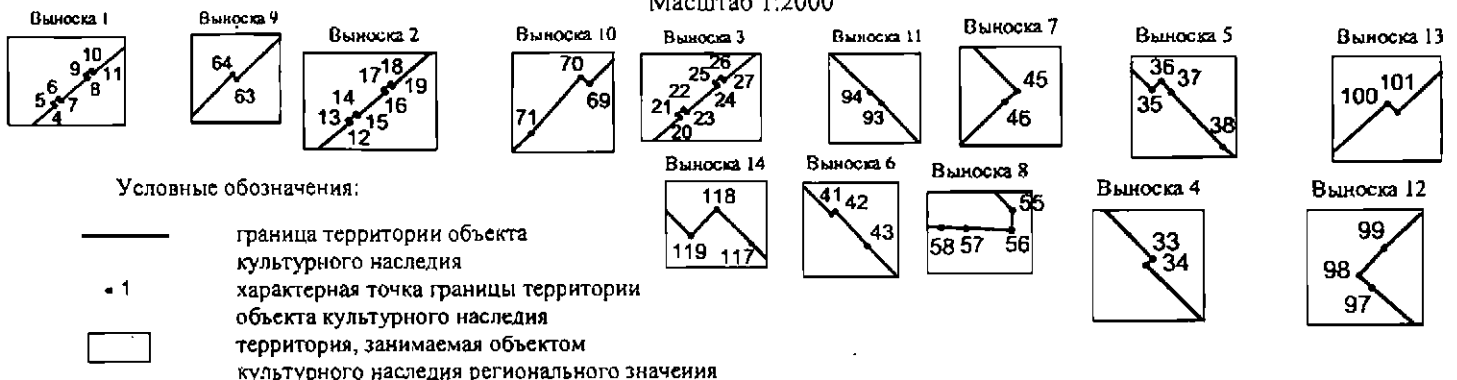 Масштаб 1:2000
Выноска 1
Выноска 9
Выноска 2
Выноска 10
Выноска 3
Выноска 11
Выноска 7
Выноска 5
Выноска 13
10
9
11
6
8
5
7
4
64
63
18
17
19
14
16
13
15
12
70
69
71
26
25
27
22
24
21
23
20
94
93
45
46
36
37
35
38
100
101
Выноска 14
Выноска 6
Выноска 8
Выноска 4
Выноска 12
118
119
117
41
42
43
55
58
57
56
33
34
99
98
97
Условные обозначения:
граница территории объекта
культурного наследия
1
характерная точка границы территории
объекта культурного наследия
территория, занимаемая объектом
культурного наследия регионального значения